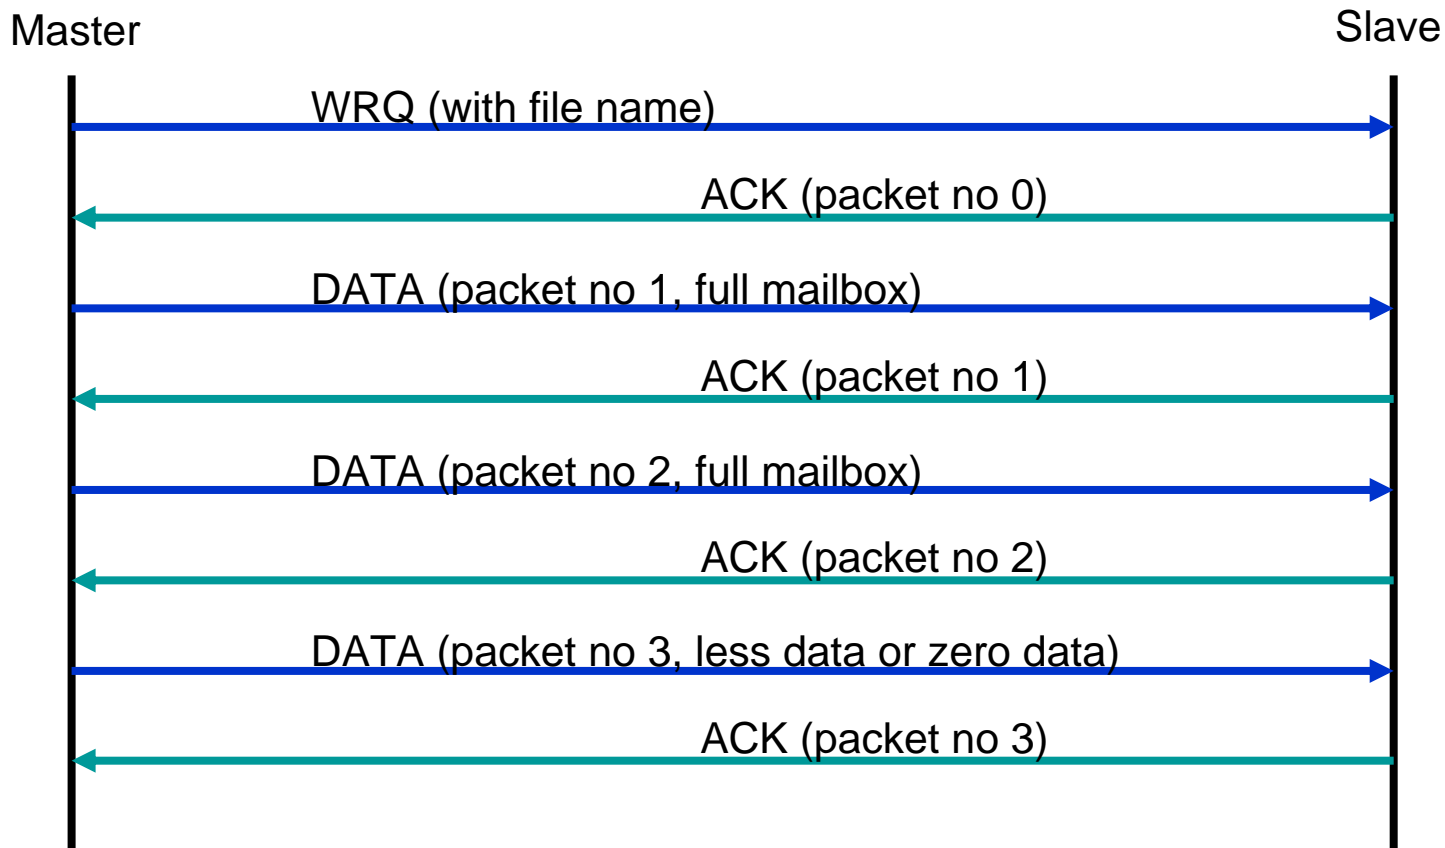 Master
Slave
WRQ (with file name)
ACK (packet no 0)
DATA (packet no 1, full mailbox)
ACK (packet no 1)
DATA (packet no 2, full mailbox)
ACK (packet no 2)
DATA (packet no 3, less data or zero data)
ACK (packet no 3)